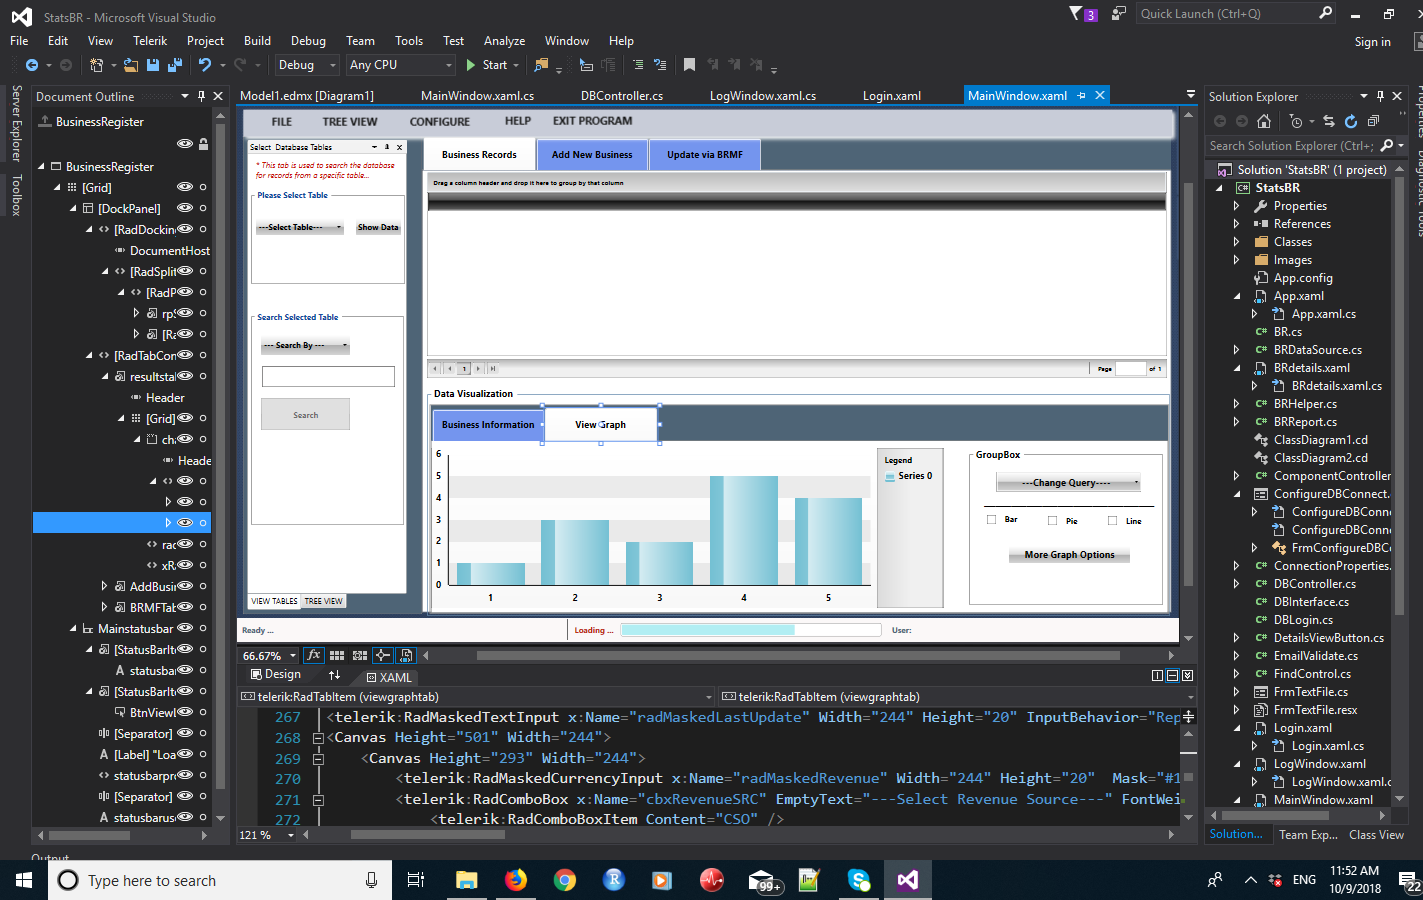 StatsBR - Microsoft Visual Studio
3
Quick Launch (Ctrl+Q)
File Edit View Telerik Project Build Debug Team Tools Test Analyze Window Help
Sign in
Debug Any CPU Start
Server Explorer
Toolbox
Document Outline
BusinessRegister
BusinessRegister
[Grid]
[DockPanel]
[RadDockin
DocumentHost
[RadSplit
[RadP
rpS
[Ra
[RadTabCon
resultstal
Header
[Grid]
cha
Heade
rad
xRa
AddBusin
BRMFTab
Mainstatusbar
[StatusBarIte
statusbar
[StatusBarIte
BtnViewL
[Separator]
[Label] "Loa
statusbarpro
[Separator]
statusbaruse
Output
Model1.edmx [Diagram1] MainWindow.xaml.cs DBController.cs LogWindow.xaml.cs Login.xaml MainWindow.xaml
FILE TREE VIEW CONFIGURE HELP EXIT PROGRAM
Select Database Tables
* This tab is used to search the database
for records from a specific table...
Please Select Table
---Select Table--- Show Data
Search Selected Table
--- Search By ---
Search
VIEW TABLES TREE VIEW
Business Records Add New Business Update via BRMF
Drag a column header and drop it here to group by that column
1
Page of 1
Data Visualization
Business Information View Graph
6
5
4
3
2
1
0
1 2 3 4 5
Legend
Series 0
GroupBox
---Change Query----
Bar Pie Line
More Graph Options
Ready ... Loading ... User:
66.67%
Design XAML
telerik:RadTabItem (viewgraphtab) telerik:RadTabItem (viewgraphtab)
267 <telerik:RadMaskedTextInput x:Name="radMaskedLastUpdate" Width="244" Height="20" InputBehavior="Rep
268 <Canvas Height="501" Width="244">
269 <Canvas Height="293" Width="244">
270 <telerik:RadMaskedCurrencyInput x:Name="radMaskedRevenue" Width="244" Height="20" Mask="#1
271 <telerik:RadComboBox x:Name="cbxRevenueSRC" EmptyText="---Select Revenue Source---" FontWei
272 <telerik:RadComboBoxItem Content="CSO" />
121 %
Solution Explorer
Search Solution Explorer (Ctrl+;
Solution 'StatsBR' (1 project)
StatsBR
Properties
References
Classes
Images
App.config
App.xaml
App.xaml.cs
BR.cs
BRDataSource.cs
BRdetails.xaml
BRdetails.xaml.cs
BRHelper.cs
BRReport.cs
ClassDiagram1.cd
ClassDiagram2.cd
ComponentController
ConfigureDBConnect.
ConfigureDBConn
ConfigureDBConn
FrmConfigureDBC
ConnectionProperties.
DBController.cs
DBInterface.cs
DBLogin.cs
DetailsViewButton.cs
EmailValidate.cs
FindControl.cs
FrmTextFile.cs
FrmTextFile.resx
Login.xaml
Login.xaml.cs
LogWindow.xaml
LogWindow.xaml.c
MainWindow.xaml
Solution... Team Exp... Class View
Type here to search
99+
ENG
11:52 AM
10/9/2018
22